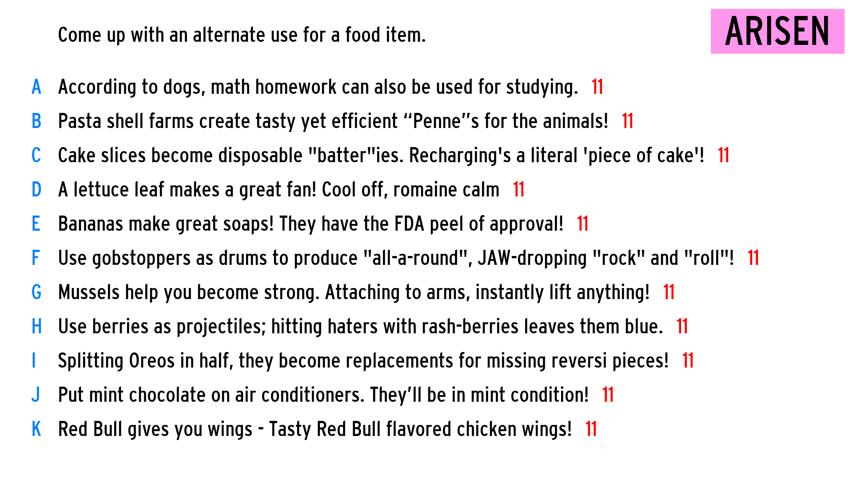 Come up with an alternate use for a food item.
ARISEN
A According to dogs, math homework can also be used for studying. 11
B Pasta shell farms create tasty yet efficient “Penne”s for the animals! 11
C Cake slices become disposable "batter"ies. Recharging's a literal 'piece of cake'! 11
D A lettuce leaf makes a great fan! Cool off, romaine calm 11
E Bananas make great soaps! They have the FDA peel of approval! 11
F Use gobstoppers as drums to produce "all-a-round", JAW-dropping "rock" and "roll"! 11
G Mussels help you become strong. Attaching to arms, instantly lift anything! 11
H Use berries as projectiles; hitting haters with rash-berries leaves them blue. 11
I Splitting Oreos in half, they become replacements for missing reversi pieces! 11
J Put mint chocolate on air conditioners. They’ll be in mint condition! 11
K Red Bull gives you wings - Tasty Red Bull flavored chicken wings! 11